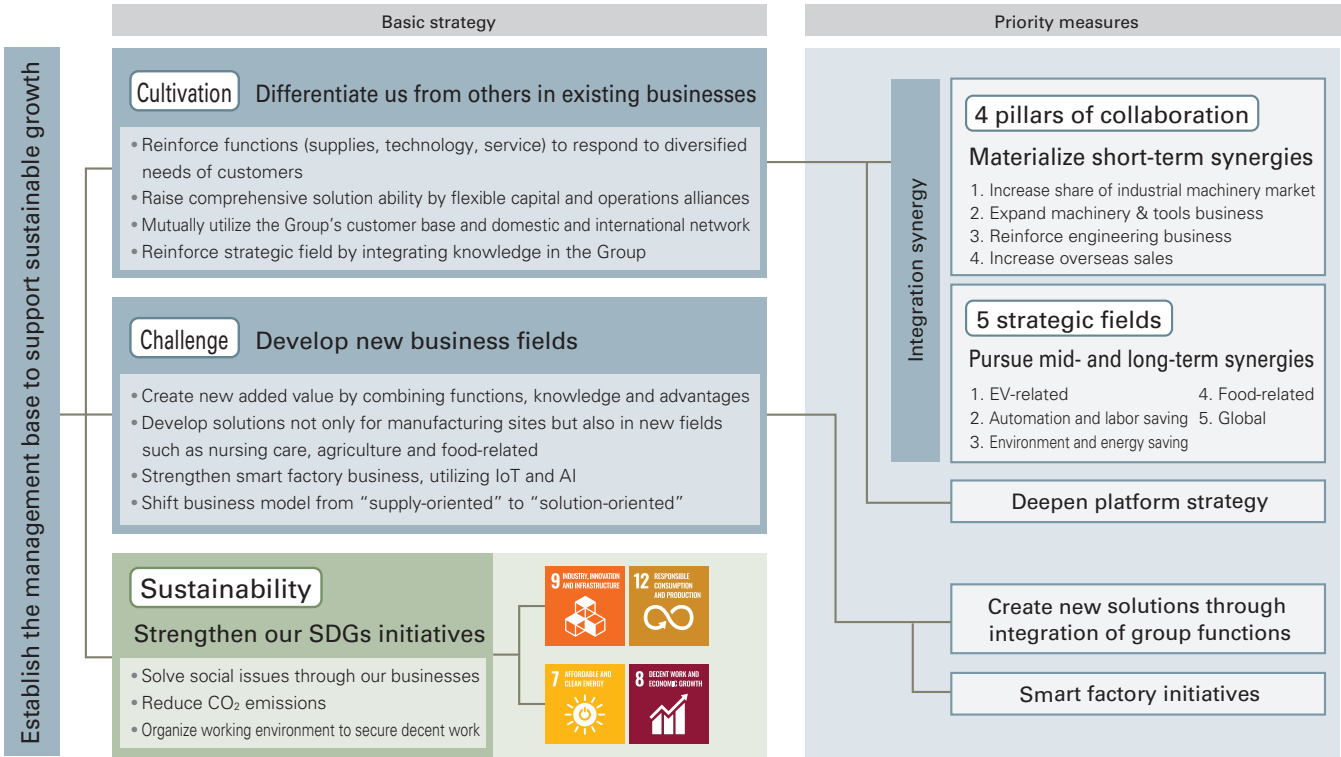 Basic strategy
Priority measures
Establish the management base to support sustainable growth
Cultivation
Differentiate us from others in existing businesses
• Reinforce functions (supplies, technology, service) to respond to diversified
needs of customers
• Raise comprehensive solution ability by flexible capital and operations alliances
• Mutually utilize the Group’s customer base and domestic and international network
• Reinforce strategic field by integrating knowledge in the Group
Challenge
Develop new business fields
• Create new added value by combining functions, knowledge and advantages
• Develop solutions not only for manufacturing sites but also in new fields
such as nursing care, agriculture and food-related
• Strengthen smart factory business, utilizing IoT and AI
• Shift business model from “supply-oriented” to “solution-oriented”
Sustainability
Strengthen our SDGs initiatives
• Solve social issues through our businesses
• Reduce CO₂ emissions
• Organize working environment to secure decent work
9 INDUSTRY, INNOVATION
AND INFRASTRUCTURE
12 RESPONSIBLE
CONSUMPTION
AND PRODUCTION
7 AFFORDABLE AND
CLEAN ENERGY
8 DECENT WORK AND
ECONOMIC GROWTH
Integration synergy
4 pillars of collaboration
Materialize short-term synergies
1. Increase share of industrial machinery market
2. Expand machinery & tools business
3. Reinforce engineering business
4. Increase overseas sales
5 strategic fields
Pursue mid- and long-term synergies
1. EV-related
2. Automation and labor saving
3. Environment and energy saving
4. Food-related
5. Global
Deepen platform strategy
Create new solutions through
integration of group functions
Smart factory initiatives